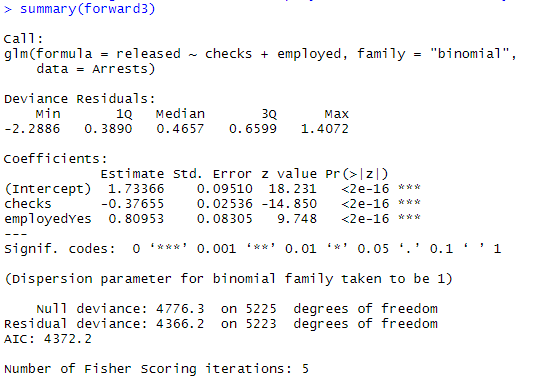 > summary(forward3)
Call:
glm(formula = released ~ checks + employed, family = "binomial",
    data = Arrests)
Deviance Residuals:
    Min      1Q  Median      3Q     Max
-2.2886  0.3890  0.4657  0.6599  1.4072
Coefficients:
            Estimate Std. Error z value Pr(>|z|)
(Intercept)  1.73366    0.09510  18.231   <2e-16 ***
checks      -0.37655    0.02536 -14.850   <2e-16 ***
employedYes  0.80953    0.08305   9.748   <2e-16 ***
---
Signif. codes:  0 ‘***’ 0.001 ‘**’ 0.01 ‘*’ 0.05 ‘.’ 0.1 ‘ ’ 1
(Dispersion parameter for binomial family taken to be 1)
    Null deviance: 4776.3  on 5225  degrees of freedom
Residual deviance: 4366.2  on 5223  degrees of freedom
AIC: 4372.2
Number of Fisher Scoring iterations: 5